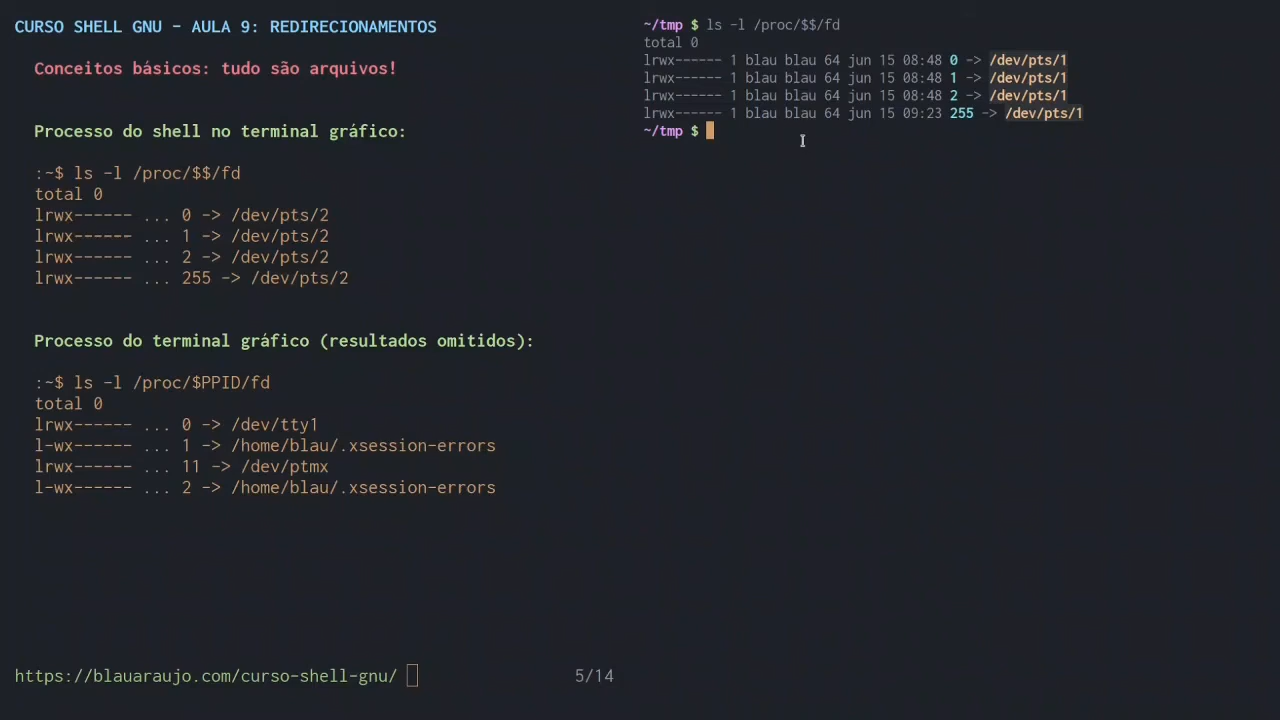 CURSO SHELL GNU - AULA 9: REDIRECIONAMENTOS
Conceitos básicos: tudo são arquivos!
Processo do shell no terminal gráfico:
:~$ ls -l /proc/$$/fd
total 0
lrwx------ ... 0 -> /dev/pts/2
lrwx------ ... 1 -> /dev/pts/2
lrwx------ ... 2 -> /dev/pts/2
lrwx------ ... 255 -> /dev/pts/2
Processo do terminal gráfico (resultados omitidos):
:~$ ls -l /proc/$PPID/fd
total 0
lrwx------ ... 0 -> /dev/tty1
l-wx------ ... 1 -> /home/blau/.xsession-errors
lrwx------ ... 11 -> /dev/ptmx
l-wx------ ... 2 -> /home/blau/.xsession-errors
https://blauaraujo.com/curso-shell-gnu/
5/14
~/tmp $ ls -l /proc/$$/fd
total 0
lrwx------ 1 blau blau 64 jun 15 08:48 0 -> /dev/pts/1
lrwx------ 1 blau blau 64 jun 15 08:48 1 -> /dev/pts/1
lrwx------ 1 blau blau 64 jun 15 08:48 2 -> /dev/pts/1
lrwx------ 1 blau blau 64 jun 15 09:23 255 -> /dev/pts/1
~/tmp $